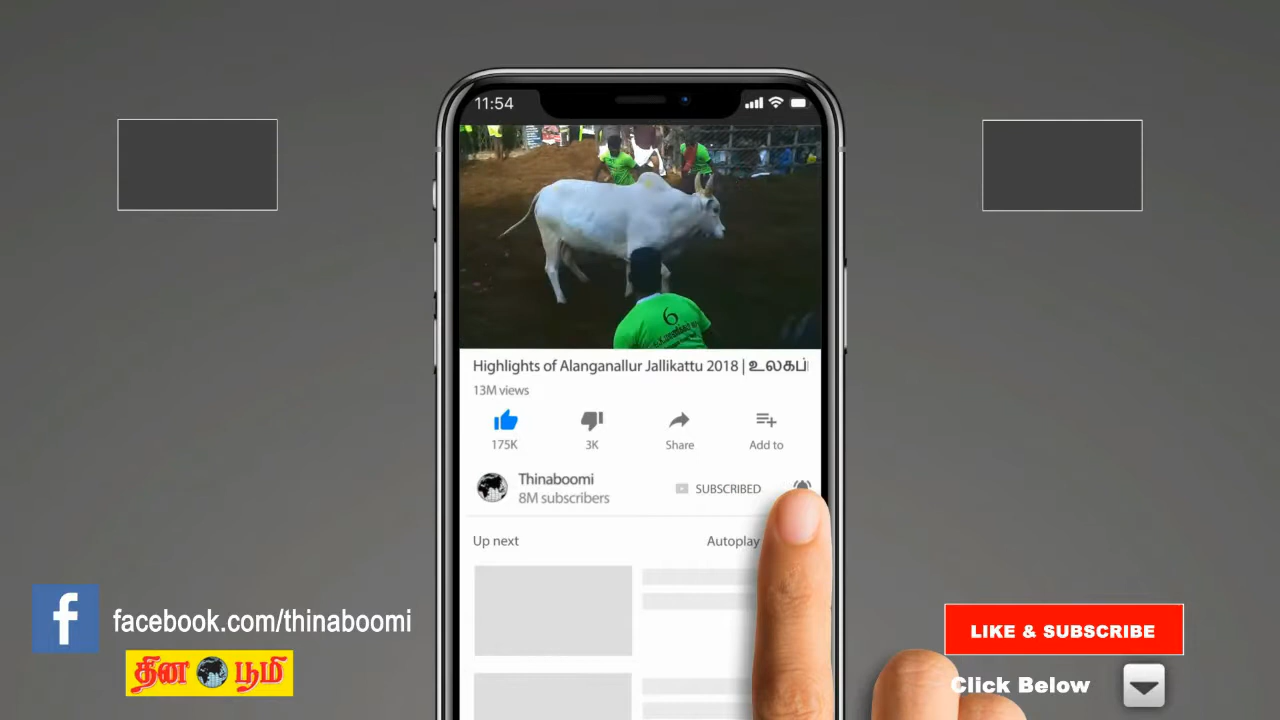 11:54
6
Highlights of Alanganallur Jallikattu 2018 | உலகப்
13M views
175K
3K
Share
Add to
Thinaboomi
8M subscribers
SUBSCRIBED
Up next
Autoplay
facebook.com/thinaboomi
தின பூமி
LIKE & SUBSCRIBE
Click Below